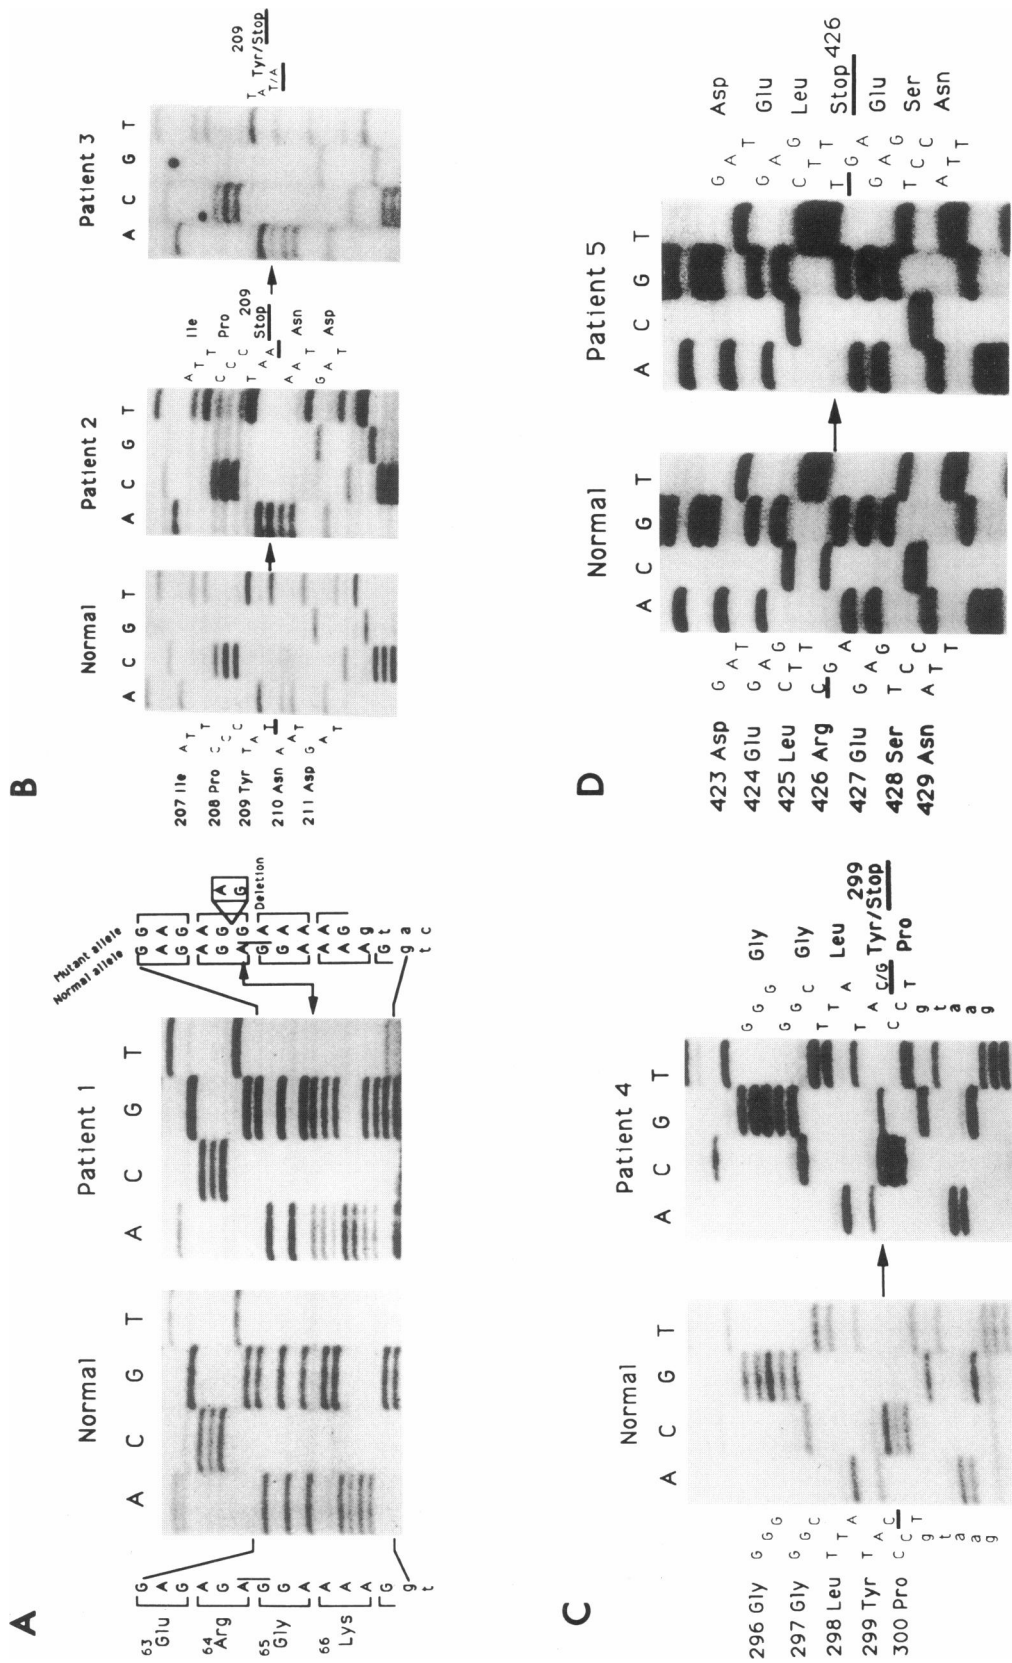 A
Normal
A C G T
Patient 1
A C G T
63 Glu G A G
64 Arg A G A
65 Gly G G A
66 Lys A A A
G g t
Mutant allele
Normal allele
A G
Deletion
B
Normal
A C G T
Patient 2
A C G T
Patient 3
A C G T
207 Ile A T T
208 Pro C C C
209 Tyr T A T
210 Asn A A T
211 Asp G A T
A T T Ile
C C C Pro
209
T A A Stop
A A T Asn
G A T Asp
209
T A T/A Tyr/Stop
C
Normal
A C G T
Patient 4
A C G T
296 Gly G G G
297 Gly G G C
298 Leu T T A
299 Tyr T A C
300 Pro C C T
g t a a g
G G G Gly
G G C Gly
T T A Leu
299
T A C/G Tyr/Stop
C C T Pro
g t a a g
D
Normal
A C G T
Patient 5
A C G T
423 Asp G A T
424 Glu G A G
425 Leu C T T
426 Arg C G A
427 Glu G A G
428 Ser T C C
429 Asn A T T
G A T Asp
G A G Glu
C T T Leu
T G A Stop 426
G A G Glu
T C C Ser
A T T Asn